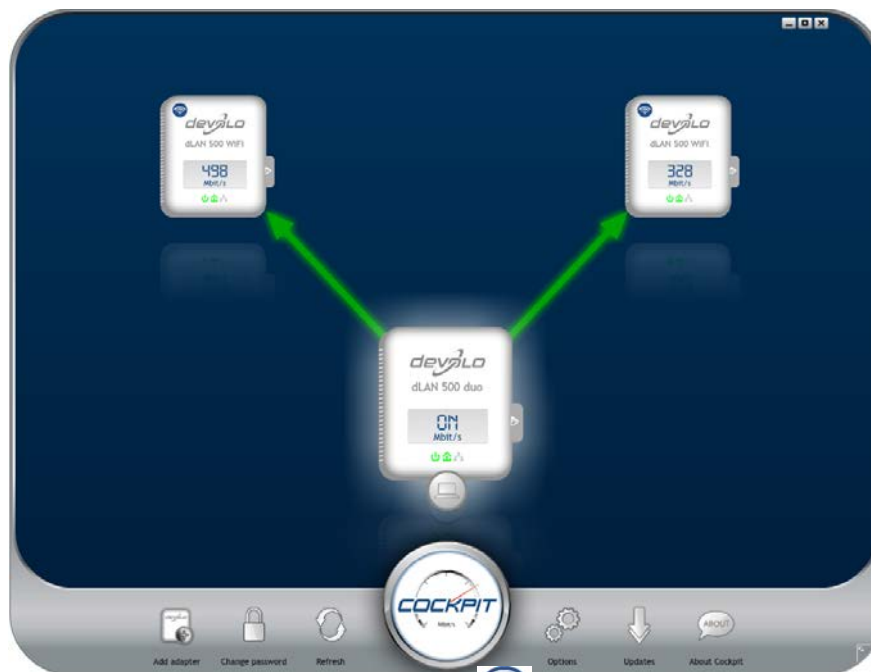 devolo
dLAN 500 WiFi
498
Mbit/s
devolo
dLAN 500 WiFi
328
Mbit/s
devolo
dLAN 500 duo
ON
Mbit/s
COCKPIT
Mbit/s
Add adapter
Change password
Refresh
Options
ABOUT
Updates
About Cockpit